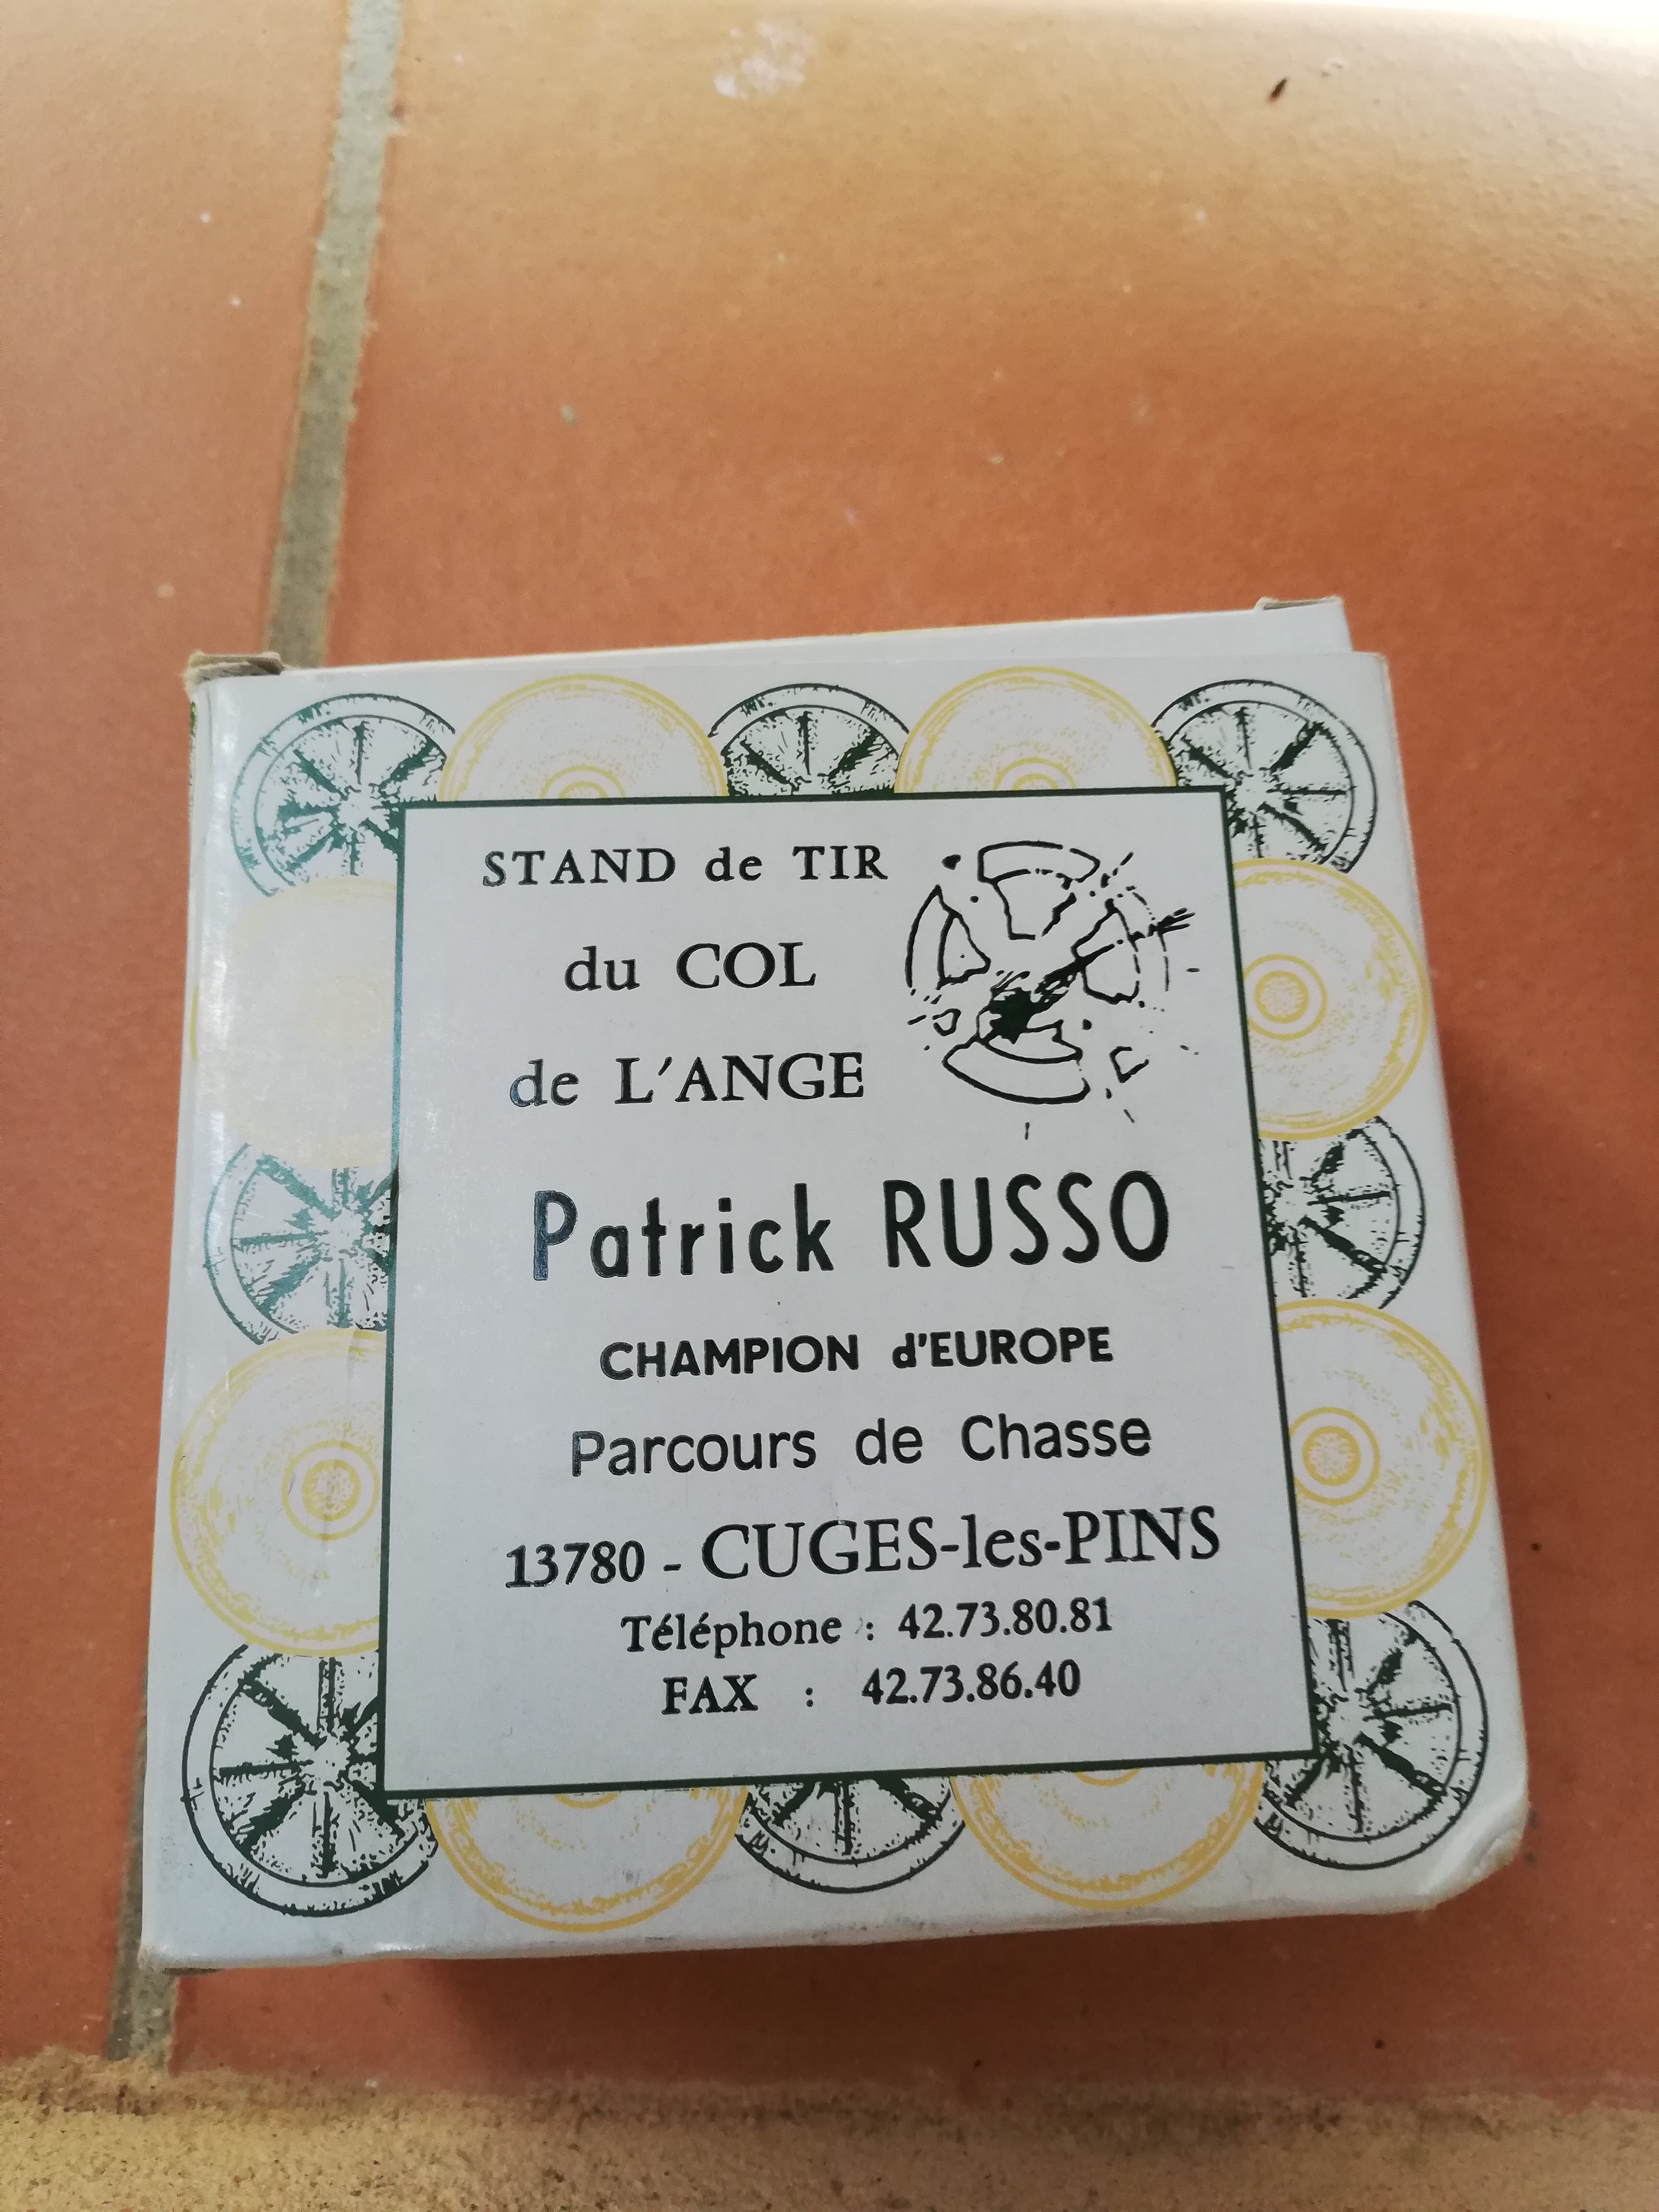 STAND de TIR
du COL
de L'ANGE
Patrick RUSSO
CHAMPION d'EUROPE
Parcours de Chasse
13780 - CUGES-les-PINS
Téléphone : 42.73.80.81
FAX : 42.73.86.40